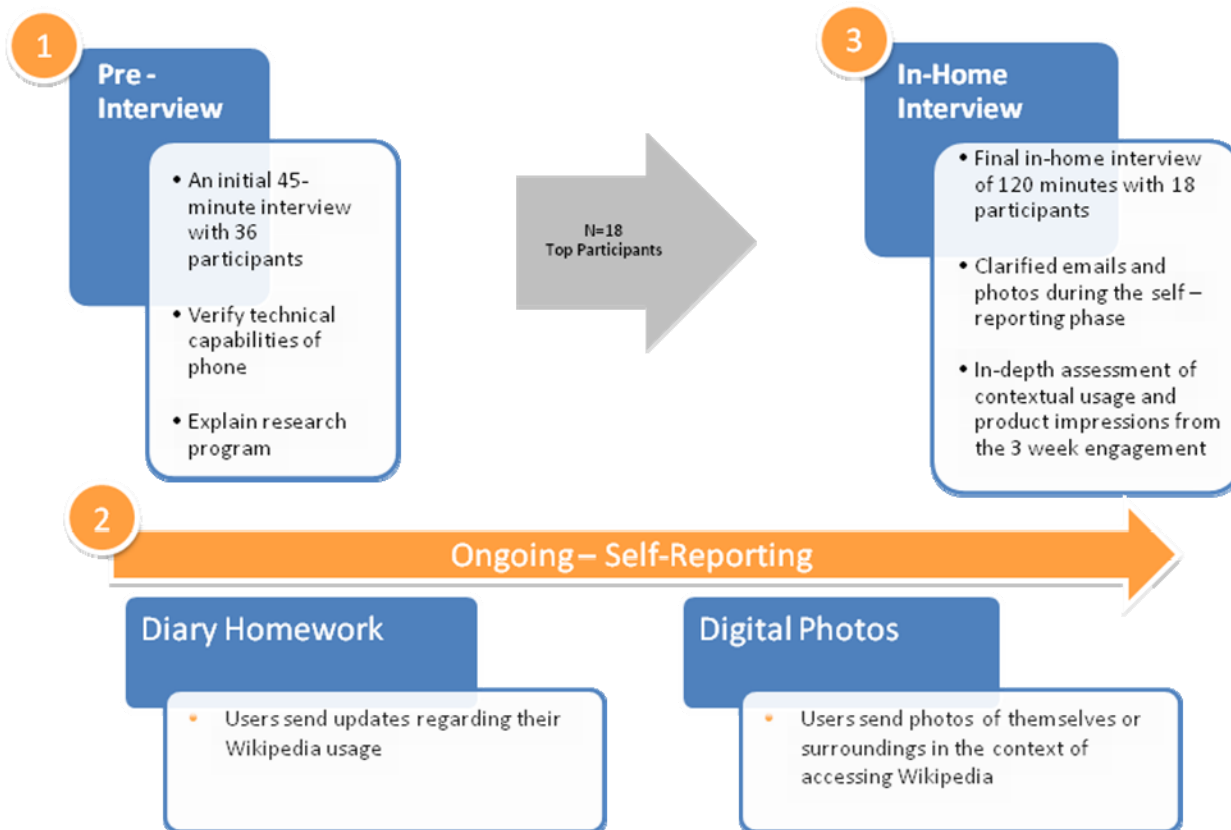 1
Pre -
Interview
• An initial 45-
minute interview
with 36
participants
• Verify technical
capabilities of
phone
• Explain research
program
N=18
Top Participants
3
In-Home
Interview
• Final in-home interview
of 120 minutes with 18
participants
• Clarified emails and
photos during the self –
reporting phase
• In-depth assessment of
contextual usage and
product impressions from
the 3 week engagement
2
Ongoing – Self-Reporting
Diary Homework
• Users send updates regarding their
Wikipedia usage
Digital Photos
• Users send photos of themselves or
surroundings in the context of
accessing Wikipedia